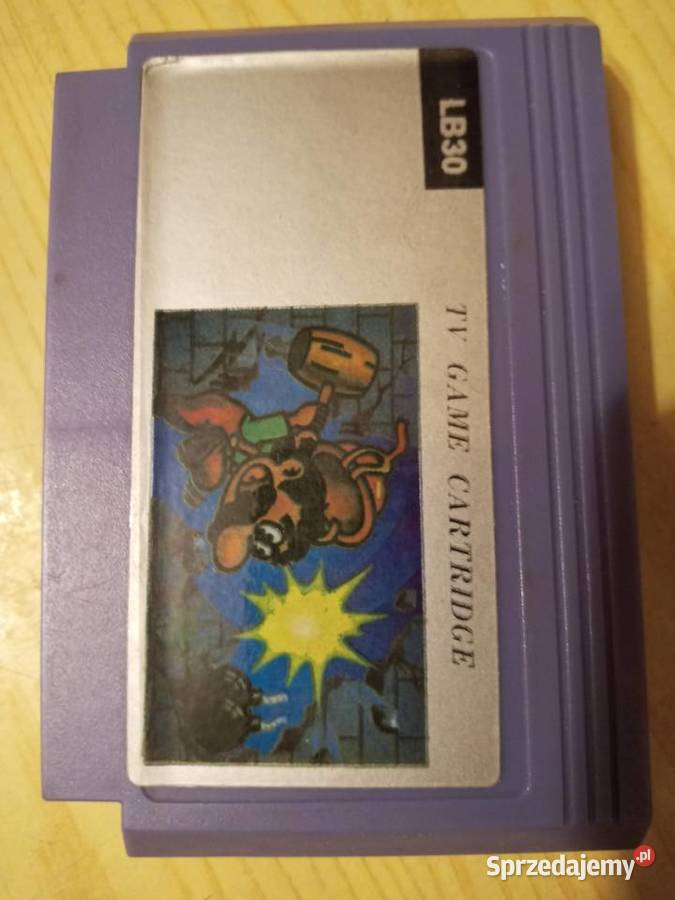 LB30
TV GAME CARTRIDGE
Sprzedajemy.pl